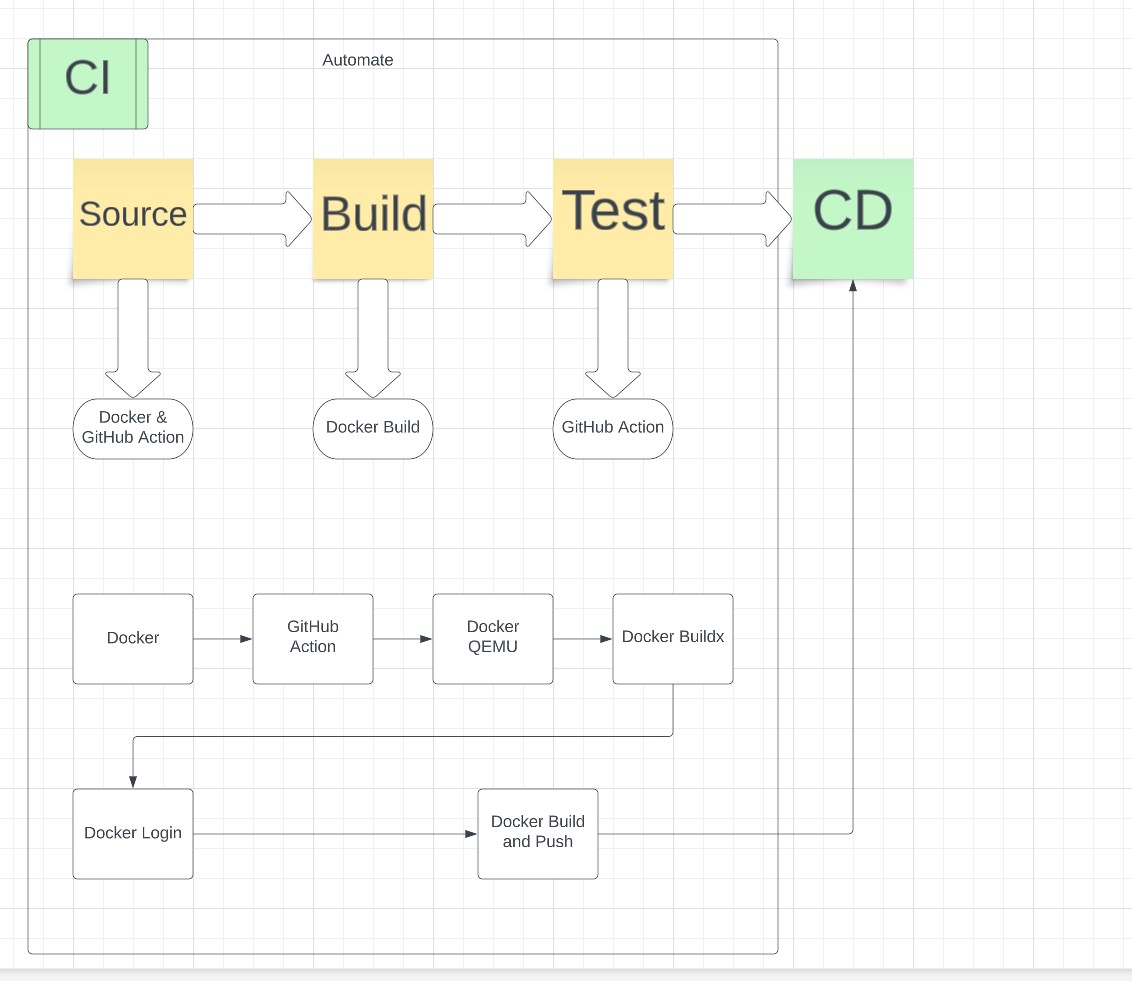 CI
Automate
Source
Build
Test
CD
Docker &
GitHub Action
Docker Build
GitHub Action
Docker
GitHub
Action
Docker
QEMU
Docker Buildx
Docker Login
Docker Build
and Push